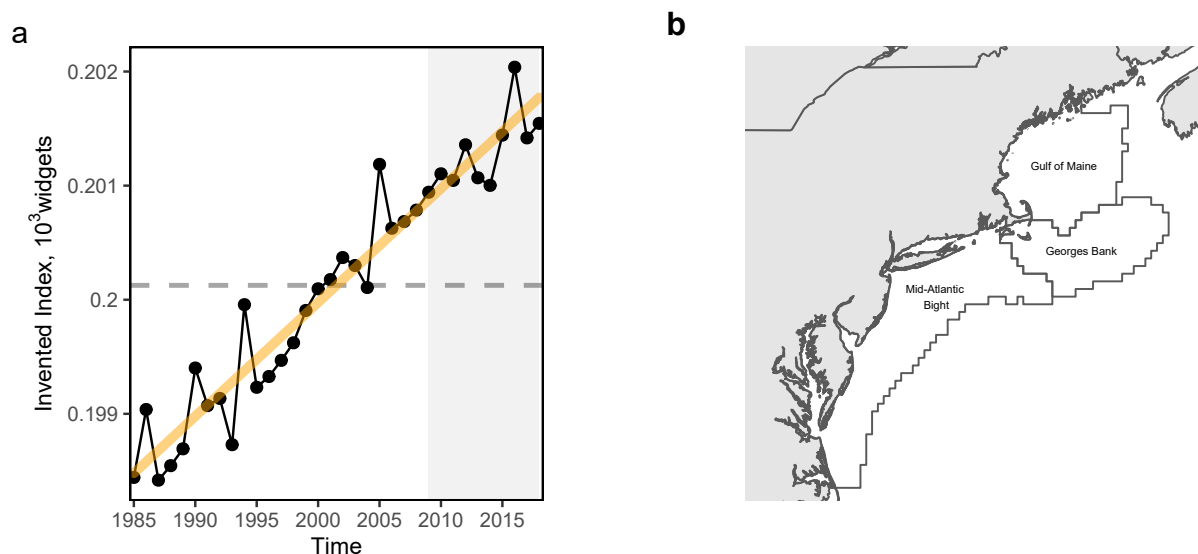 a
Invented Index, 10³widgets
0.202
0.201
0.2
0.199
1985 1990 1995 2000 2005 2010 2015
Time
b
Gulf of Maine
Georges Bank
Mid-Atlantic
Bight